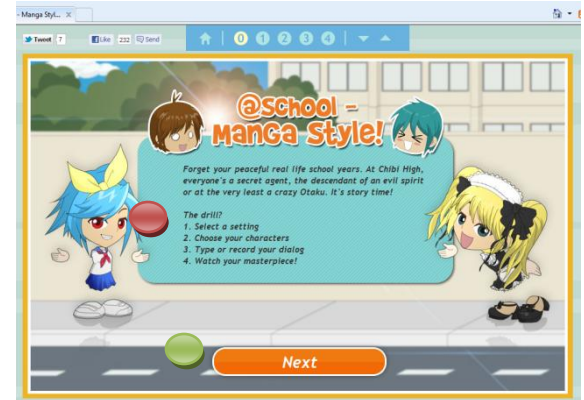 - Manga Styl... X
Tweet 7 Like 232 Send 0 1 2 3 4
@school -
Manga Style!
Forget your peaceful real life school years. At Chibi High,
everyone's a secret agent, the descendant of an evil spirit
or at the very least a crazy Otaku. It's story time!
The drill?
1. Select a setting
2. Choose your characters
3. Type or record your dialog
4. Watch your masterpiece!
Next